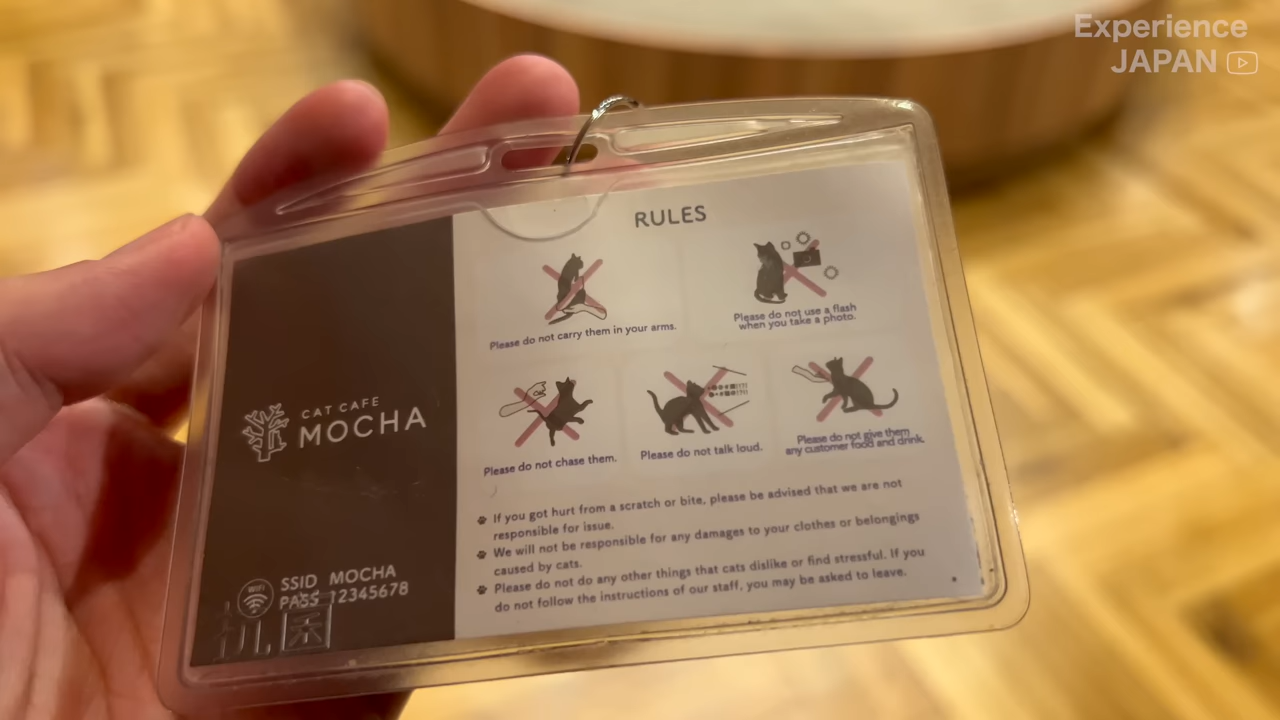 Experience
JAPAN
RULES
Please do not carry them in your arms.
Please do not use a flash
when you take a photo.
Please do not chase them.
Please do not talk loud.
Please do not give them
any customer food and drink.
CAT CAFE
MOCHA
If you got hurt from a scratch or bite, please be advised that we are not
responsible for issue.
We will not be responsible for any damages to your clothes or belongings
caused by cats.
Please do not do any other things that cats dislike or find stressful. If you
do not follow the instructions of our staff, you may be asked to leave.
WiFi
SSID MOCHA
PASS 12345678